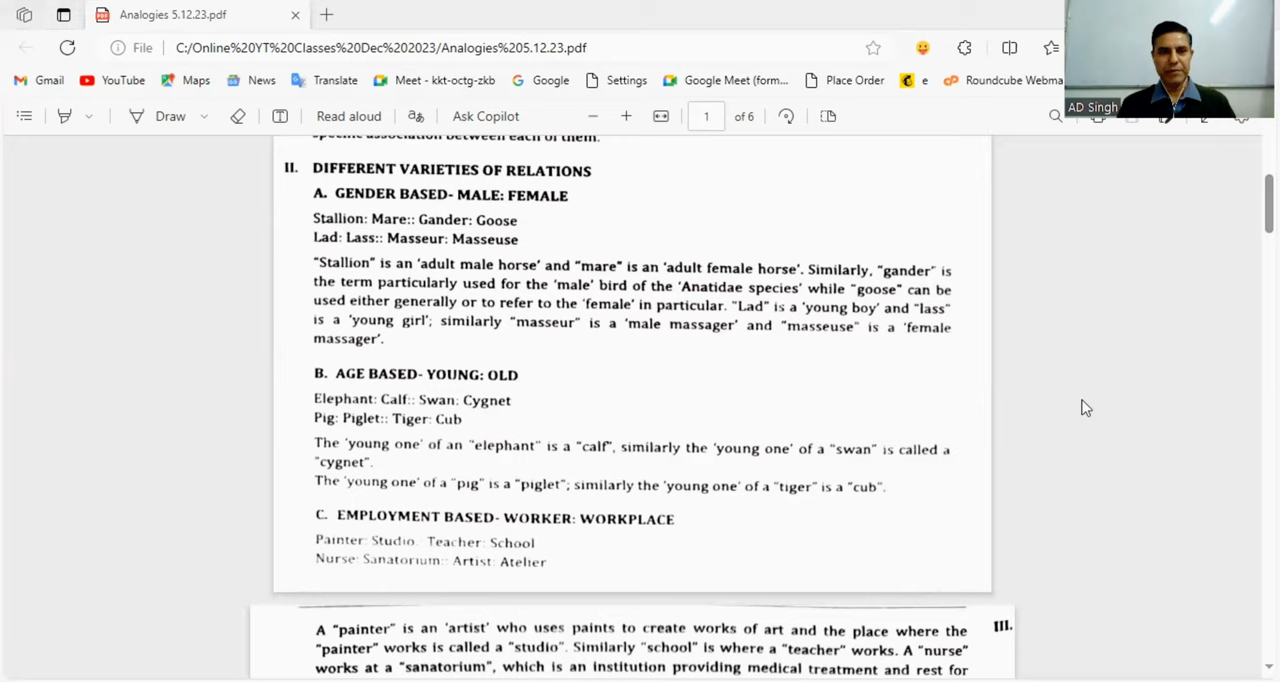 Analogies 5.12.23.pdf
File
C:/Online%20YT%20Classes%20Dec%202023/Analogies%205.12.23.pdf
Gmail
YouTube
Maps
News
Translate
Meet - kkt-octg-zkb
Google
Settings
Google Meet (form...
Place Order
e
Roundcube Webma
AD Singh
Draw
Read aloud
Ask Copilot
1
of 6
specific association between each of them.
II. DIFFERENT VARIETIES OF RELATIONS
A. GENDER BASED- MALE: FEMALE
Stallion: Mare:: Gander: Goose
Lad: Lass:: Masseur: Masseuse
"Stallion" is an 'adult male horse' and "mare" is an 'adult female horse'. Similarly, "gander" is
the term particularly used for the 'male' bird of the 'Anatidae species' while "goose" can be
used either generally or to refer to the 'female' in particular. "Lad" is a 'young boy' and "lass"
is a 'young girl'; similarly "masseur" is a 'male massager' and "masseuse" is a 'female
massager'.
B. AGE BASED- YOUNG: OLD
Elephant: Calf:: Swan: Cygnet
Pig: Piglet:: Tiger: Cub
The 'young one' of an "elephant" is a "calf", similarly the 'young one' of a "swan" is called a
"cygnet".
The 'young one' of a "pig" is a "piglet"; similarly the 'young one' of a "tiger" is a "cub".
C. EMPLOYMENT BASED- WORKER: WORKPLACE
Painter: Studio. Teacher: School
Nurse: Sanatorium:: Artist: Atelier
A "painter" is an 'artist' who uses paints to create works of art and the place where the
III.
"painter" works is called a "studio". Similarly "school" is where a "teacher" works. A "nurse"
works at a "sanatorium", which is an institution providing medical treatment and rest for